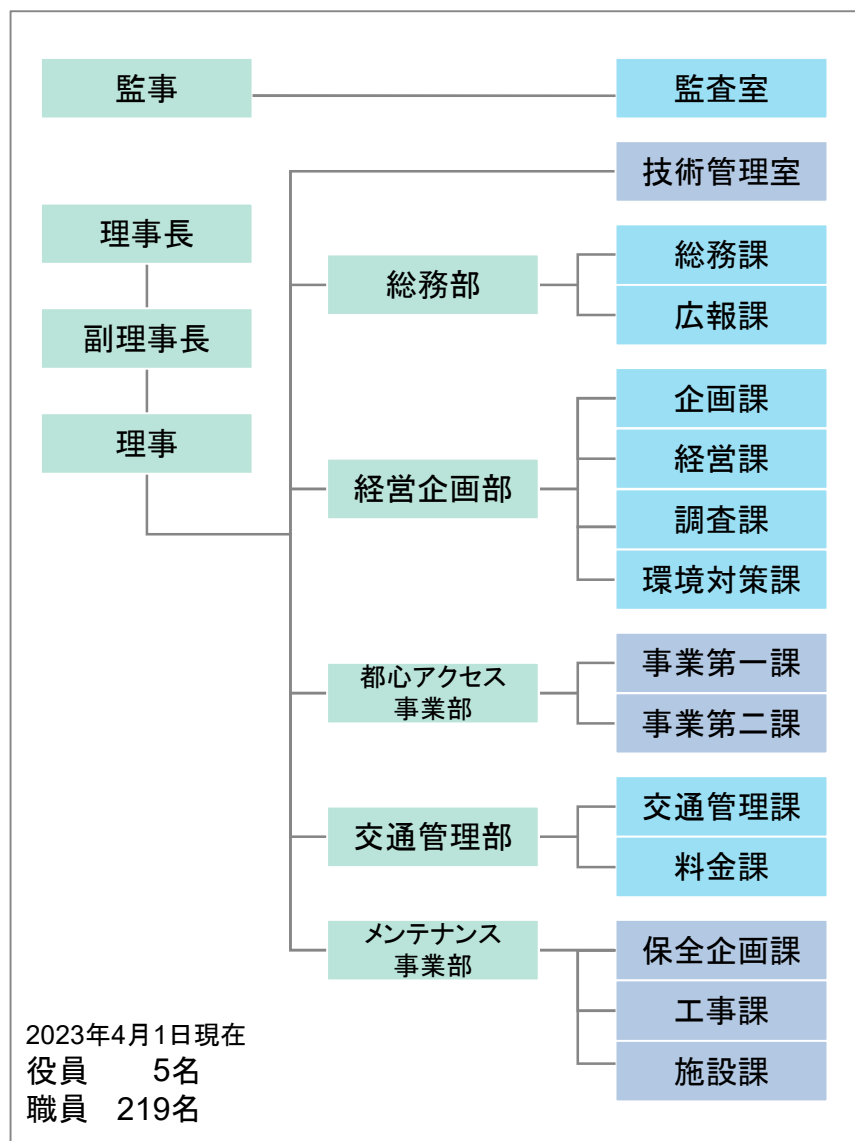 監事
監査室
技術管理室
理事長
副理事長
理事
総務部
総務課
広報課
経営企画部
企画課
経営課
調査課
環境対策課
都心アクセス
事業部
事業第一課
事業第二課
交通管理部
交通管理課
料金課
メンテナンス
事業部
保全企画課
工事課
施設課
2023年4月1日現在
役員 5名
職員 219名